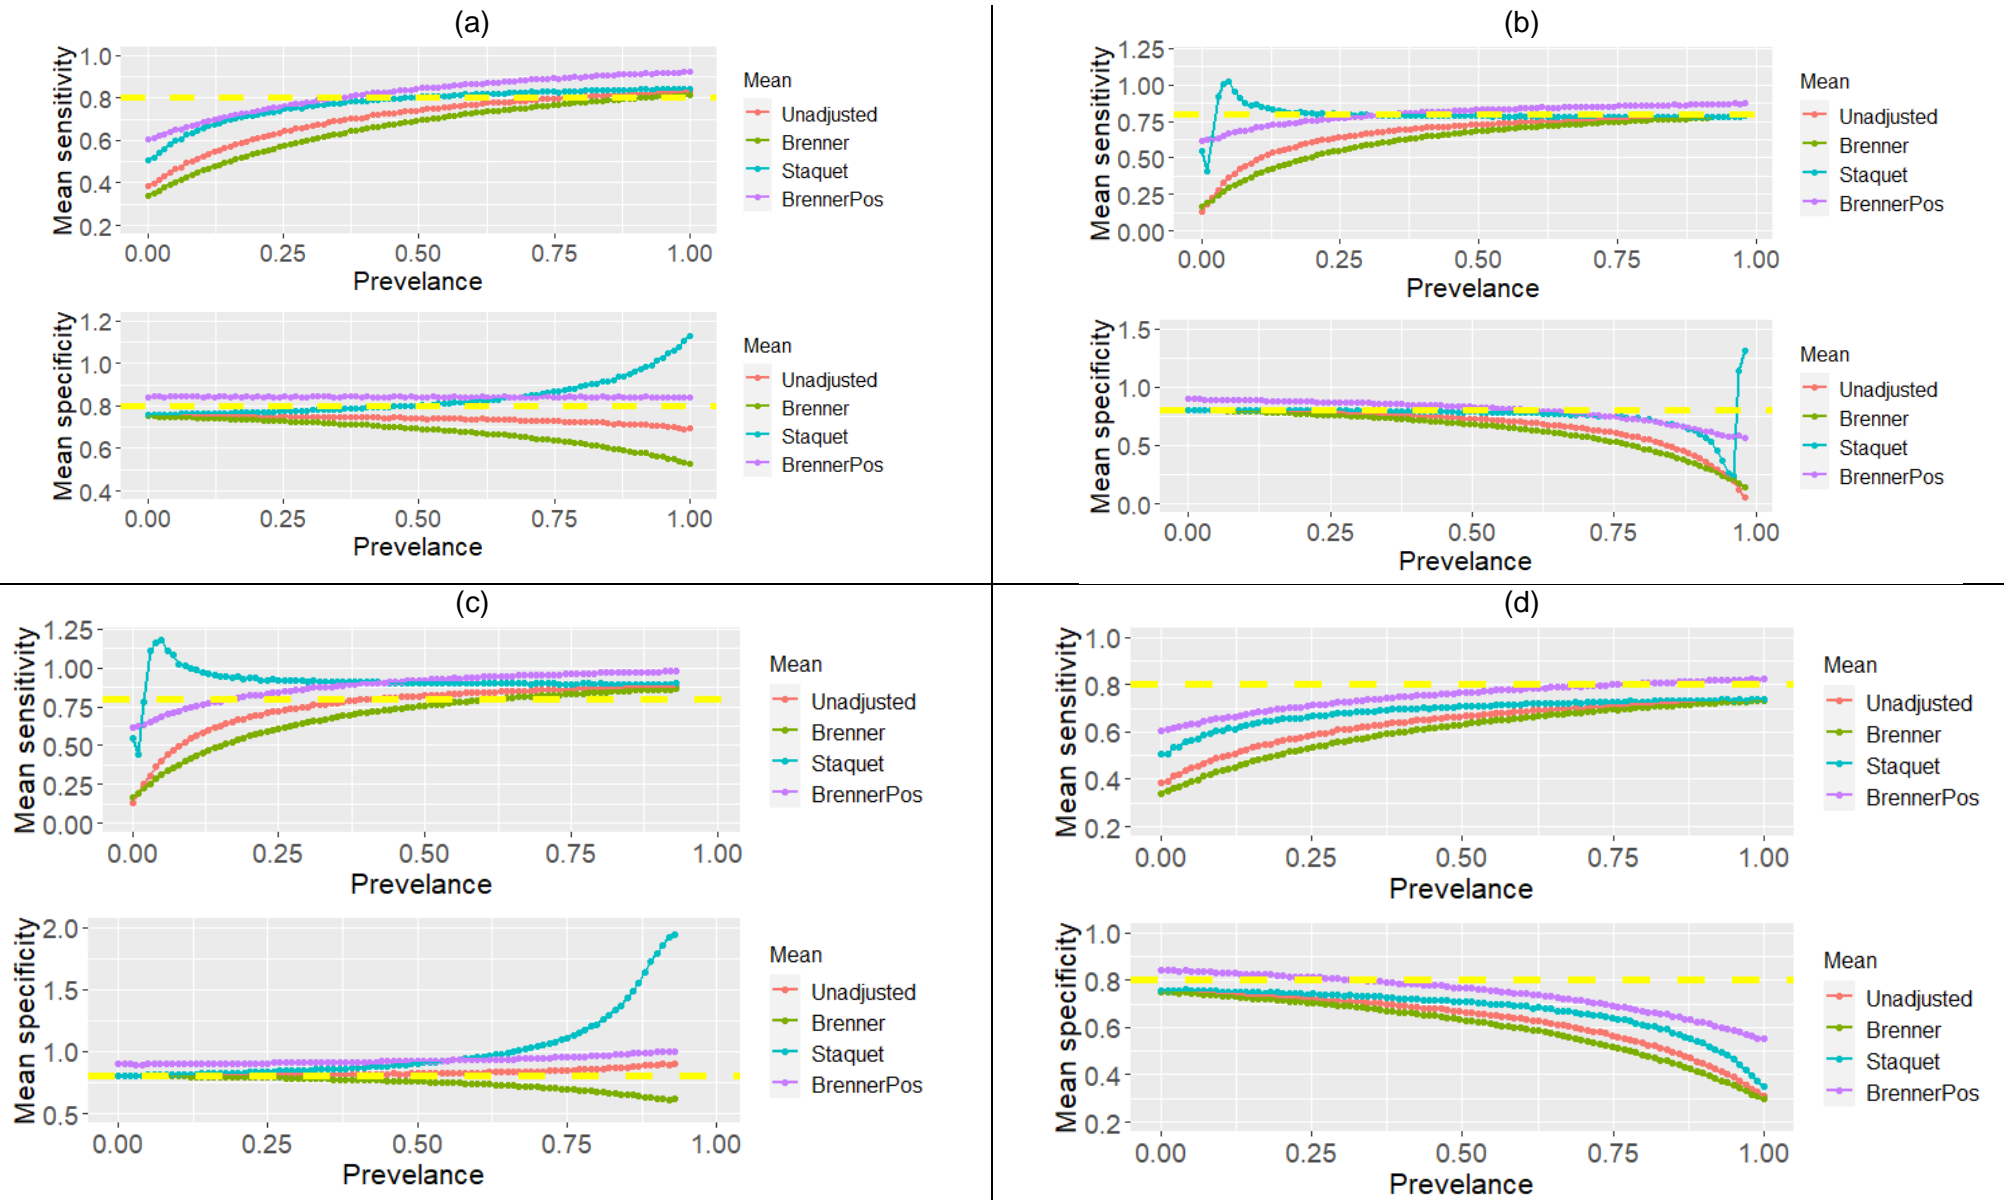 (a)
Mean sensitivity
1.0
0.8
0.6
0.4
0.2
0.00 0.25 0.50 0.75 1.00
Prevelance
Mean
Unadjusted
Brenner
Staquet
BrennerPos
Mean specificity
1.2
1.0
0.8
0.6
0.4
0.00 0.25 0.50 0.75 1.00
Prevelance
Mean
Unadjusted
Brenner
Staquet
BrennerPos
(b)
Mean sensitivity
1.25
1.00
0.75
0.50
0.25
0.00
0.00 0.25 0.50 0.75 1.00
Prevelance
Mean
Unadjusted
Brenner
Staquet
BrennerPos
Mean specificity
1.5
1.0
0.5
0.0
0.00 0.25 0.50 0.75 1.00
Prevelance
Mean
Unadjusted
Brenner
Staquet
BrennerPos
(c)
Mean sensitivity
1.25
1.00
0.75
0.50
0.25
0.00
0.00 0.25 0.50 0.75 1.00
Prevelance
Mean
Unadjusted
Brenner
Staquet
BrennerPos
Mean specificity
2.0
1.5
1.0
0.5
0.00 0.25 0.50 0.75 1.00
Prevelance
Mean
Unadjusted
Brenner
Staquet
BrennerPos
(d)
Mean sensitivity
1.0
0.8
0.6
0.4
0.2
0.00 0.25 0.50 0.75 1.00
Prevelance
Mean
Unadjusted
Brenner
Staquet
BrennerPos
Mean specificity
1.0
0.8
0.6
0.4
0.2
0.00 0.25 0.50 0.75 1.00
Prevelance
Mean
Unadjusted
Brenner
Staquet
BrennerPos